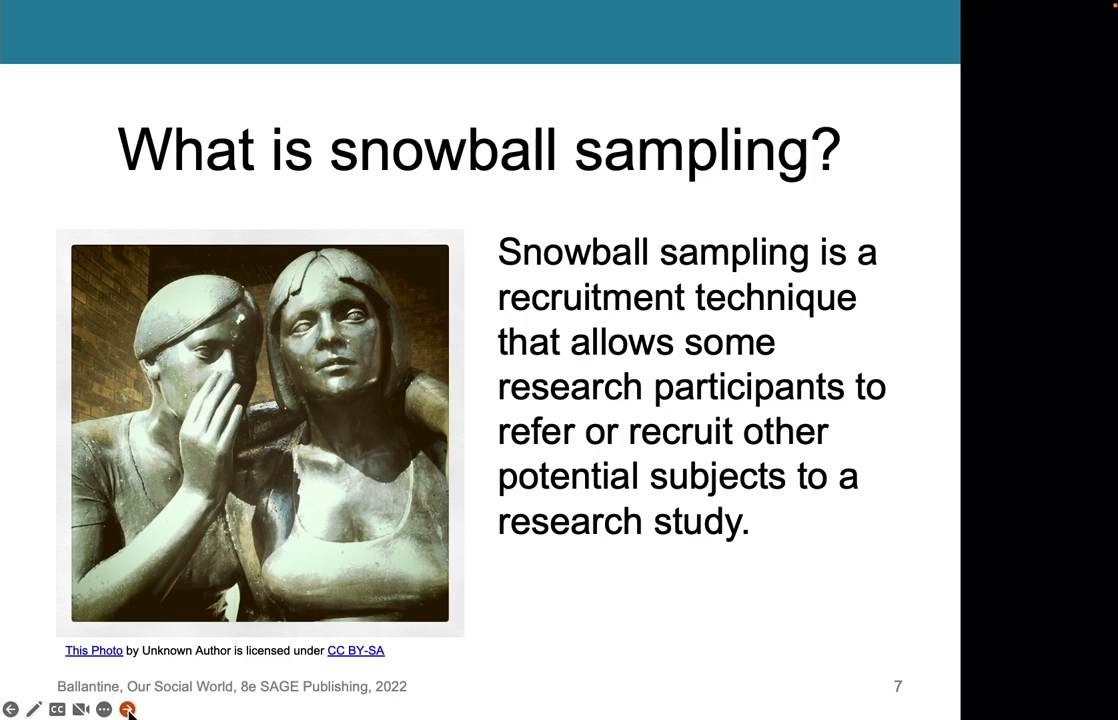 What is snowball sampling?
Snowball sampling is a
recruitment technique
that allows some
research participants to
refer or recruit other
potential subjects to a
research study.
This Photo by Unknown Author is licensed under CC BY-SA
Ballantine, Our Social World, 8e SAGE Publishing, 2022
7
CC